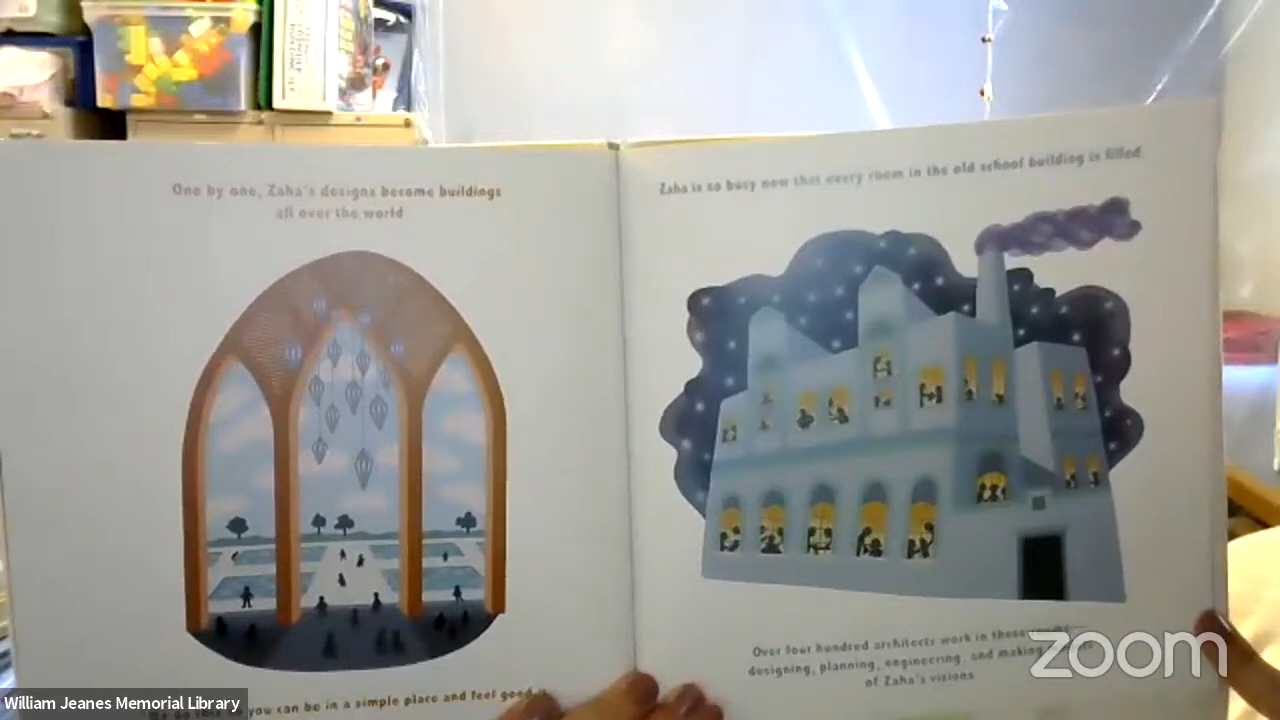 One by one, Zaha's designs become buildings
all over the world
you can be in a simple place and feel good
Zaha is so busy now that every room in the old school building is filled.
Over four hundred architects work in those
designing, planning, engineering, and making
of Zaha's visions
zoom
William Jeanes Memorial Library